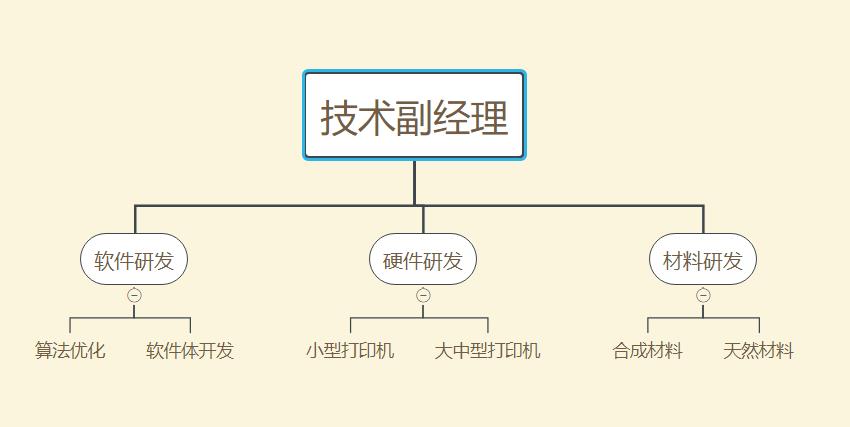 技术副经理
软件研发
硬件研发
材料研发
算法优化
软件体开发
小型打印机
大中型打印机
合成材料
天然材料